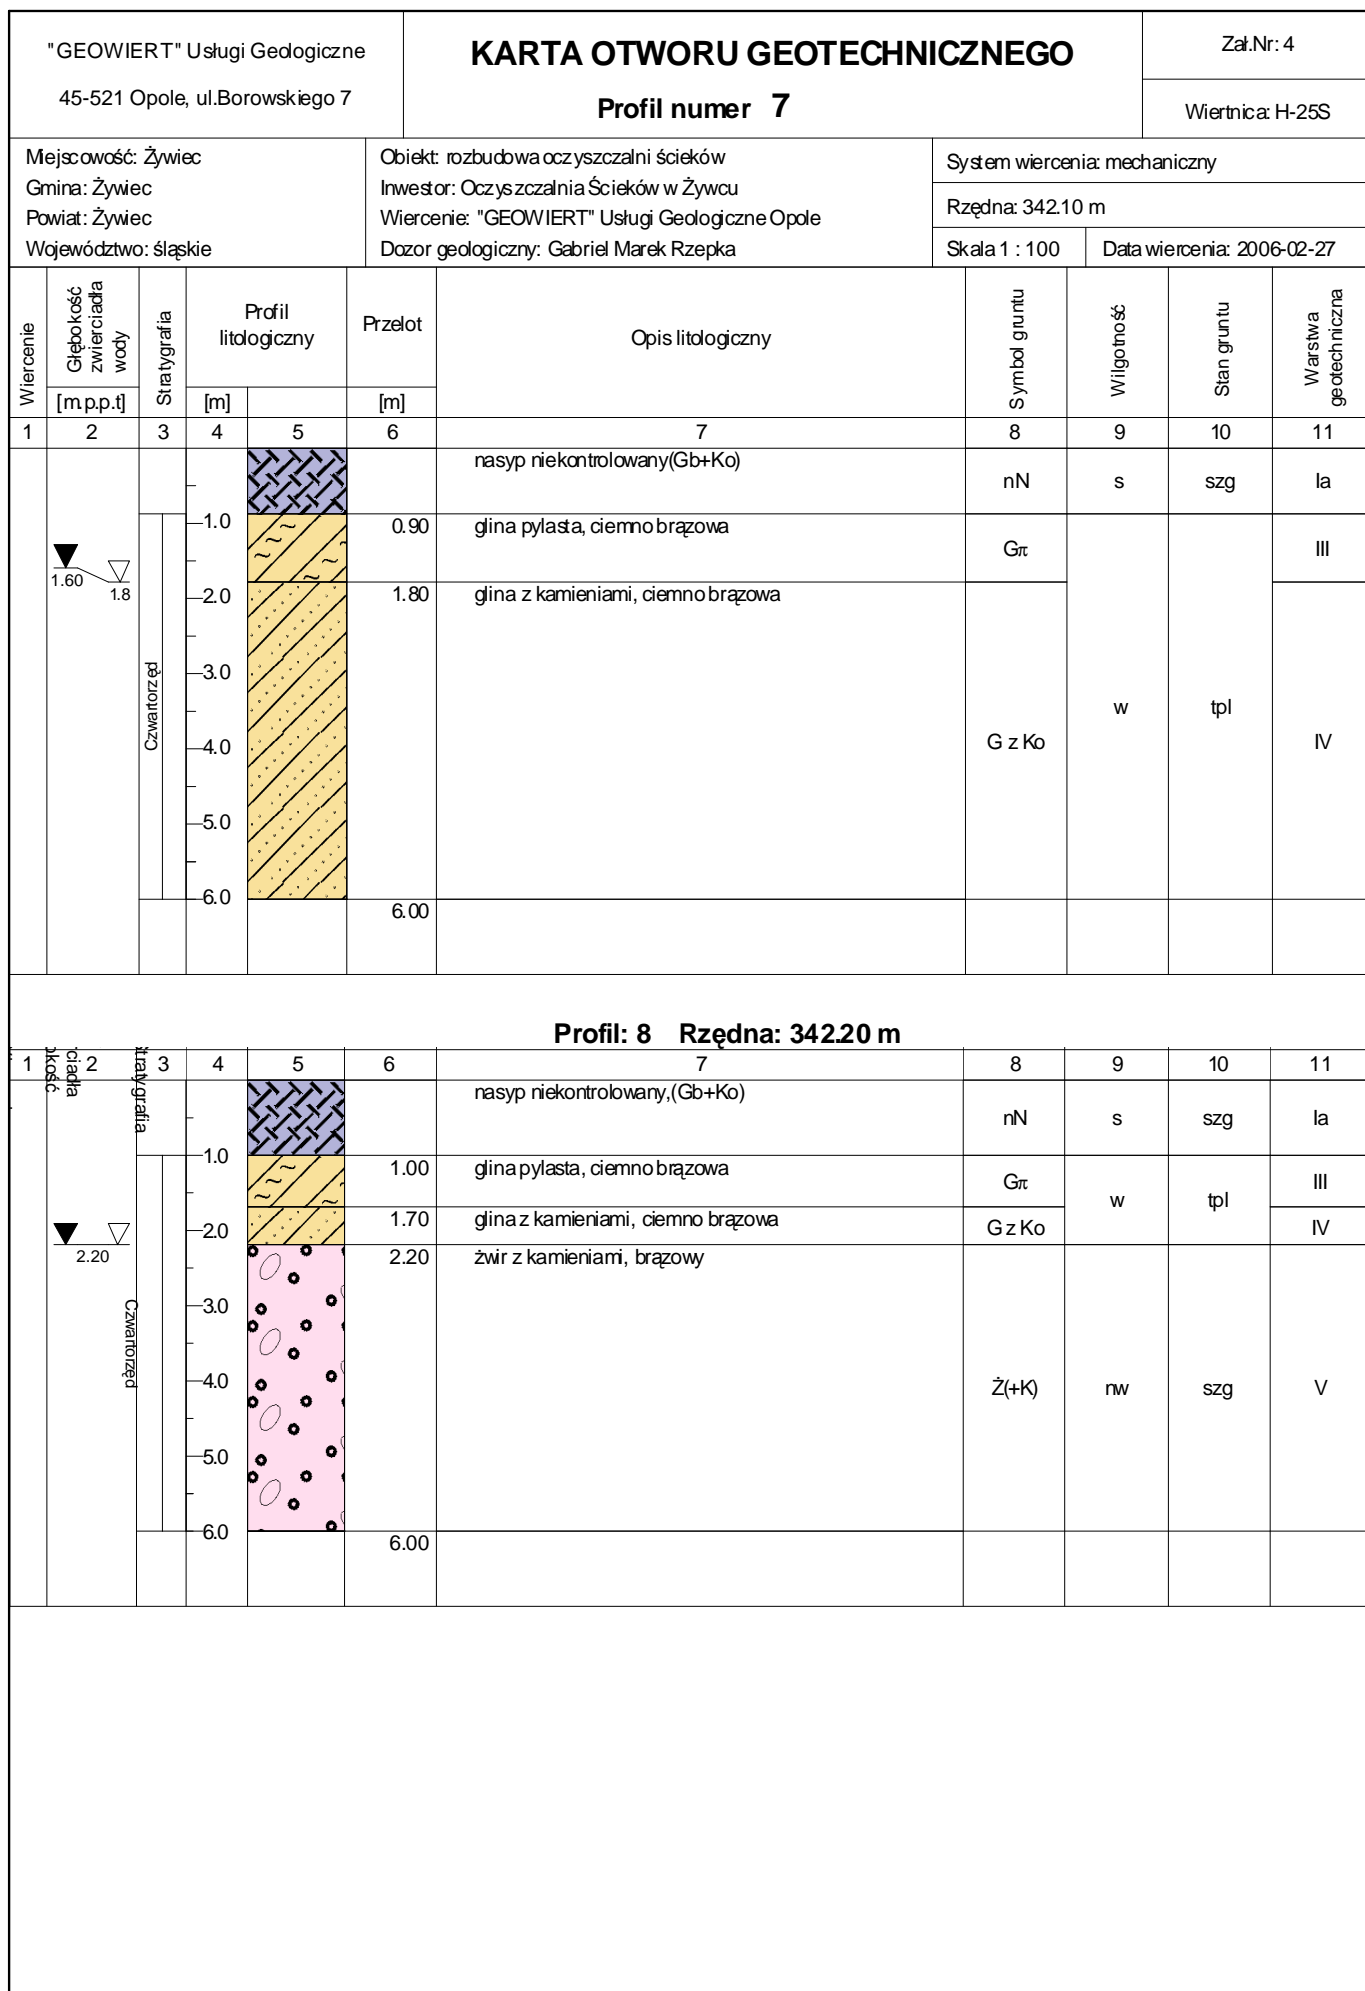 "GEOWIERT" Usługi Geologiczne
45-521 Opole, ul.Borowskiego 7
KARTA OTWORU GEOTECHNICZNEGO
Profil numer 7
Zał.Nr: 4
Wiertnica: H-25S
Miejscowość: Żywiec
Gmina: Żywiec
Powiat: Żywiec
Województwo: śląskie
Obiekt: rozbudowa oczyszczalni ścieków
Inwestor: Oczyszczalnia Ścieków w Żywcu
Wiercenie: "GEOWIERT" Usługi Geologiczne Opole
Dozor geologiczny: Gabriel Marek Rzepka
System wiercenia: mechaniczny
Rzędna: 342.10 m
Skala 1 : 100
Data wiercenia: 2006-02-27
Wiercenie
Głębokość
zwierciadła
wody
[m.p.p.t]
Stratygrafia
Profil
litologiczny
[m]
Przelot
[m]
Opis litologiczny
Symbol gruntu
Wilgotność
Stan gruntu
Warstwa
geotechniczna
1 2 3 4 5 6 7 8 9 10 11
nasyp niekontrolowany(Gb+Ko)
nN s szg Ia
1.0
0.90 glina pylasta, ciemno brązowa
Gπ III
1.60 1.8
2.0
1.80 glina z kamieniami, ciemno brązowa
3.0
Czwartorzęd
4.0
G z Ko w tpl IV
5.0
6.0
6.00
Profil: 8 Rzędna: 342.20 m
1 2 3 4 5 6 7 8 9 10 11
ciadła
okość
stratygrafia
nasyp niekontrolowany,(Gb+Ko)
nN s szg Ia
1.0
1.00 glina pylasta, ciemno brązowa
Gπ w tpl III
1.70 glina z kamieniami, ciemno brązowa
G z Ko IV
2.0
2.20
2.20 żwir z kamieniami, brązowy
3.0
Czwartorzęd
4.0
Ż(+K) nw szg V
5.0
6.0
6.00